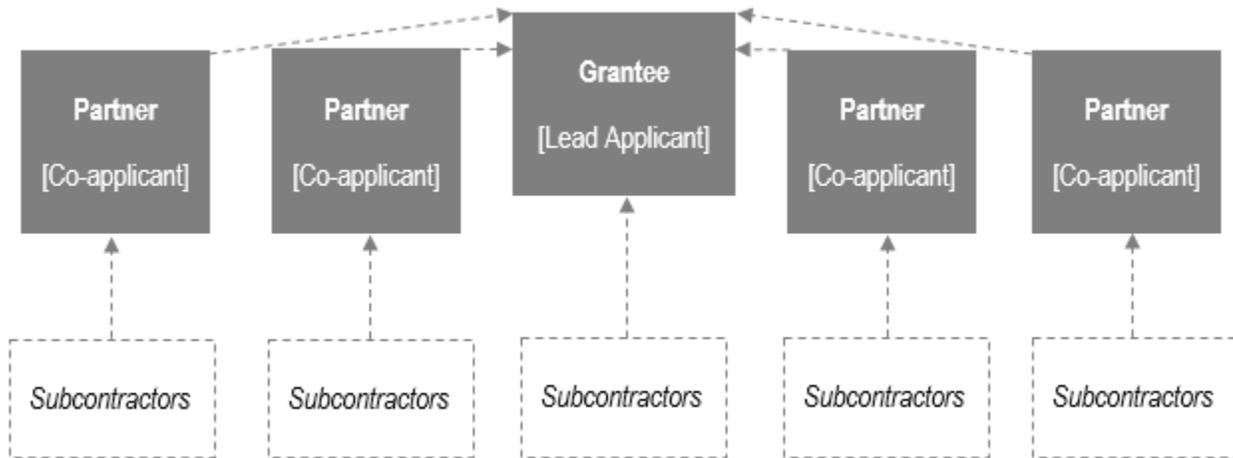 Partner
[Co-applicant]
Partner
[Co-applicant]
Grantee
[Lead Applicant]
Partner
[Co-applicant]
Partner
[Co-applicant]
Subcontractors
Subcontractors
Subcontractors
Subcontractors
Subcontractors